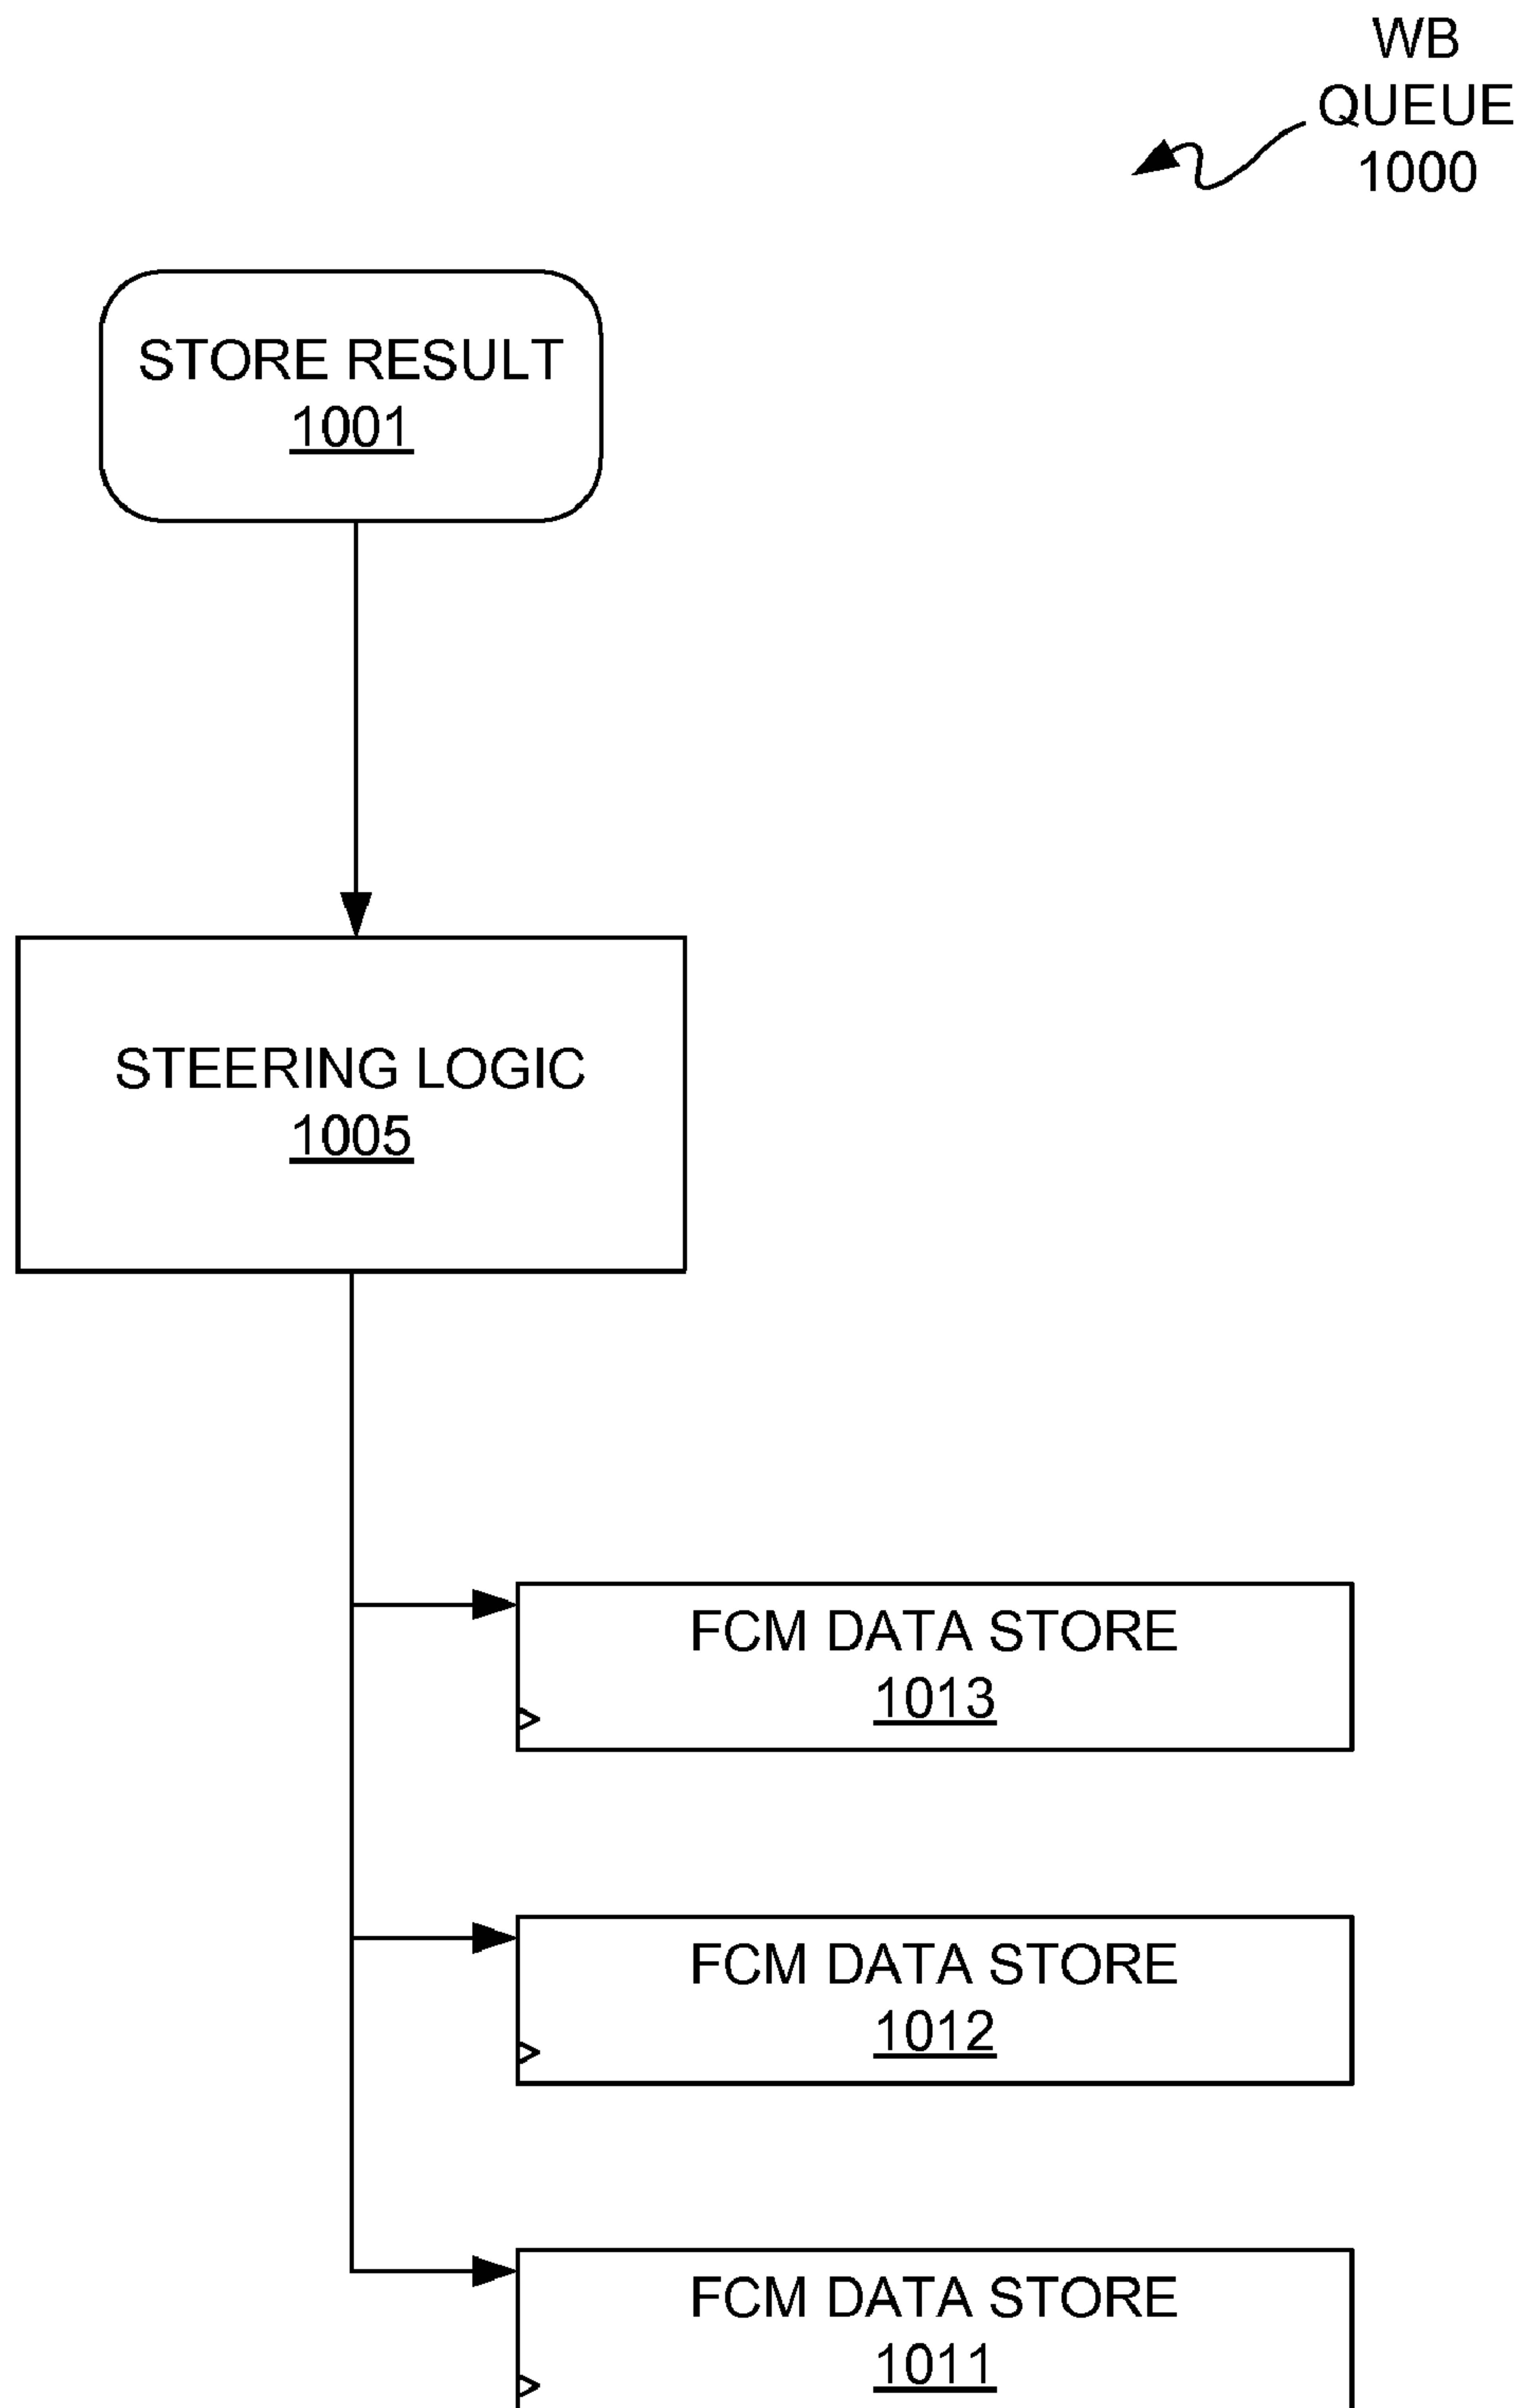 WB
QUEUE
1000
STORE RESULT
1001
STEERING LOGIC
1005
FCM DATA STORE
1013
FCM DATA STORE
1012
FCM DATA STORE
1011